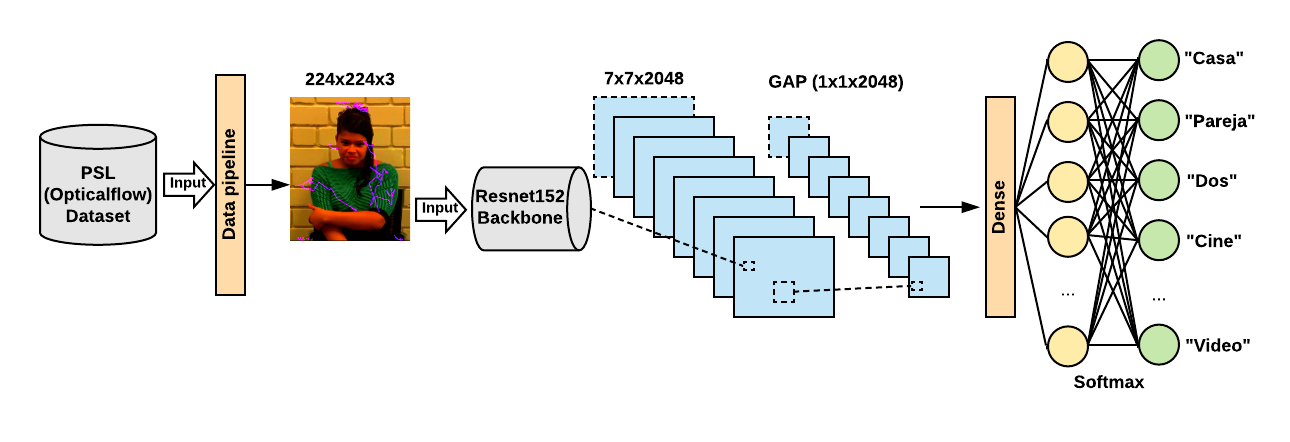 PSL
(Opticalflow)
Dataset
Input
Data pipeline
224x224x3
Input
Resnet152
Backbone
7x7x2048
GAP (1x1x2048)
Dense
"Casa"
"Pareja"
"Dos"
"Cine"
...
...
"Video"
Softmax